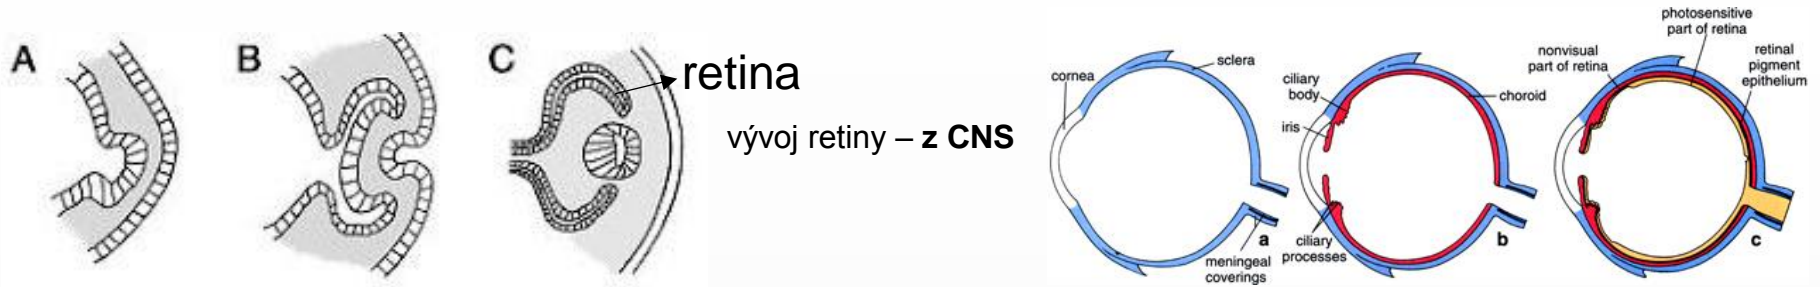 A
B
C
retina
vývoj retiny – z CNS
cornea
sclera
meningeal
coverings
a
ciliary
body
iris
choroid
ciliary
processes
b
photosensitive
part of retina
nonvisual
part of retina
retinal
pigment
epithelium
c